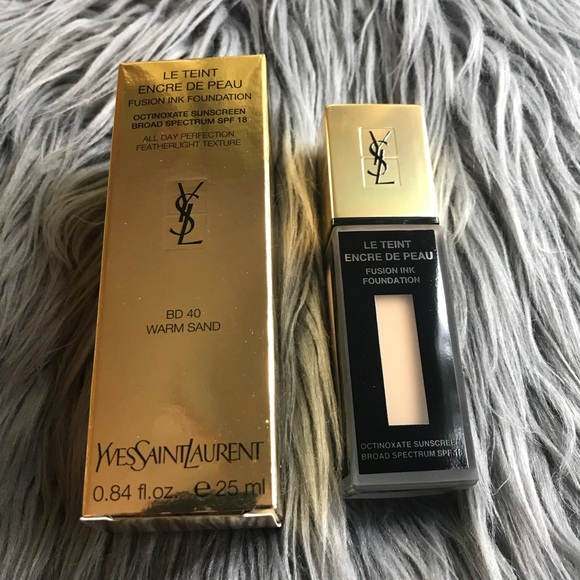 LE TEINT
ENCRE DE PEAU
FUSION INK FOUNDATION
OCTINOXATE SUNSCREEN
BROAD SPECTRUM SPF 18
ALL DAY PERFECTION
FEATHERLIGHT TEXTURE
YSL
BD 40
WARM SAND
YVESSAINTLAURENT
0.84 fl.oz. e 25 ml
YSL
LE TEINT
ENCRE DE PEAU
FUSION INK
FOUNDATION
OCTINOXATE SUNSCREEN
BROAD SPECTRUM SPF 18